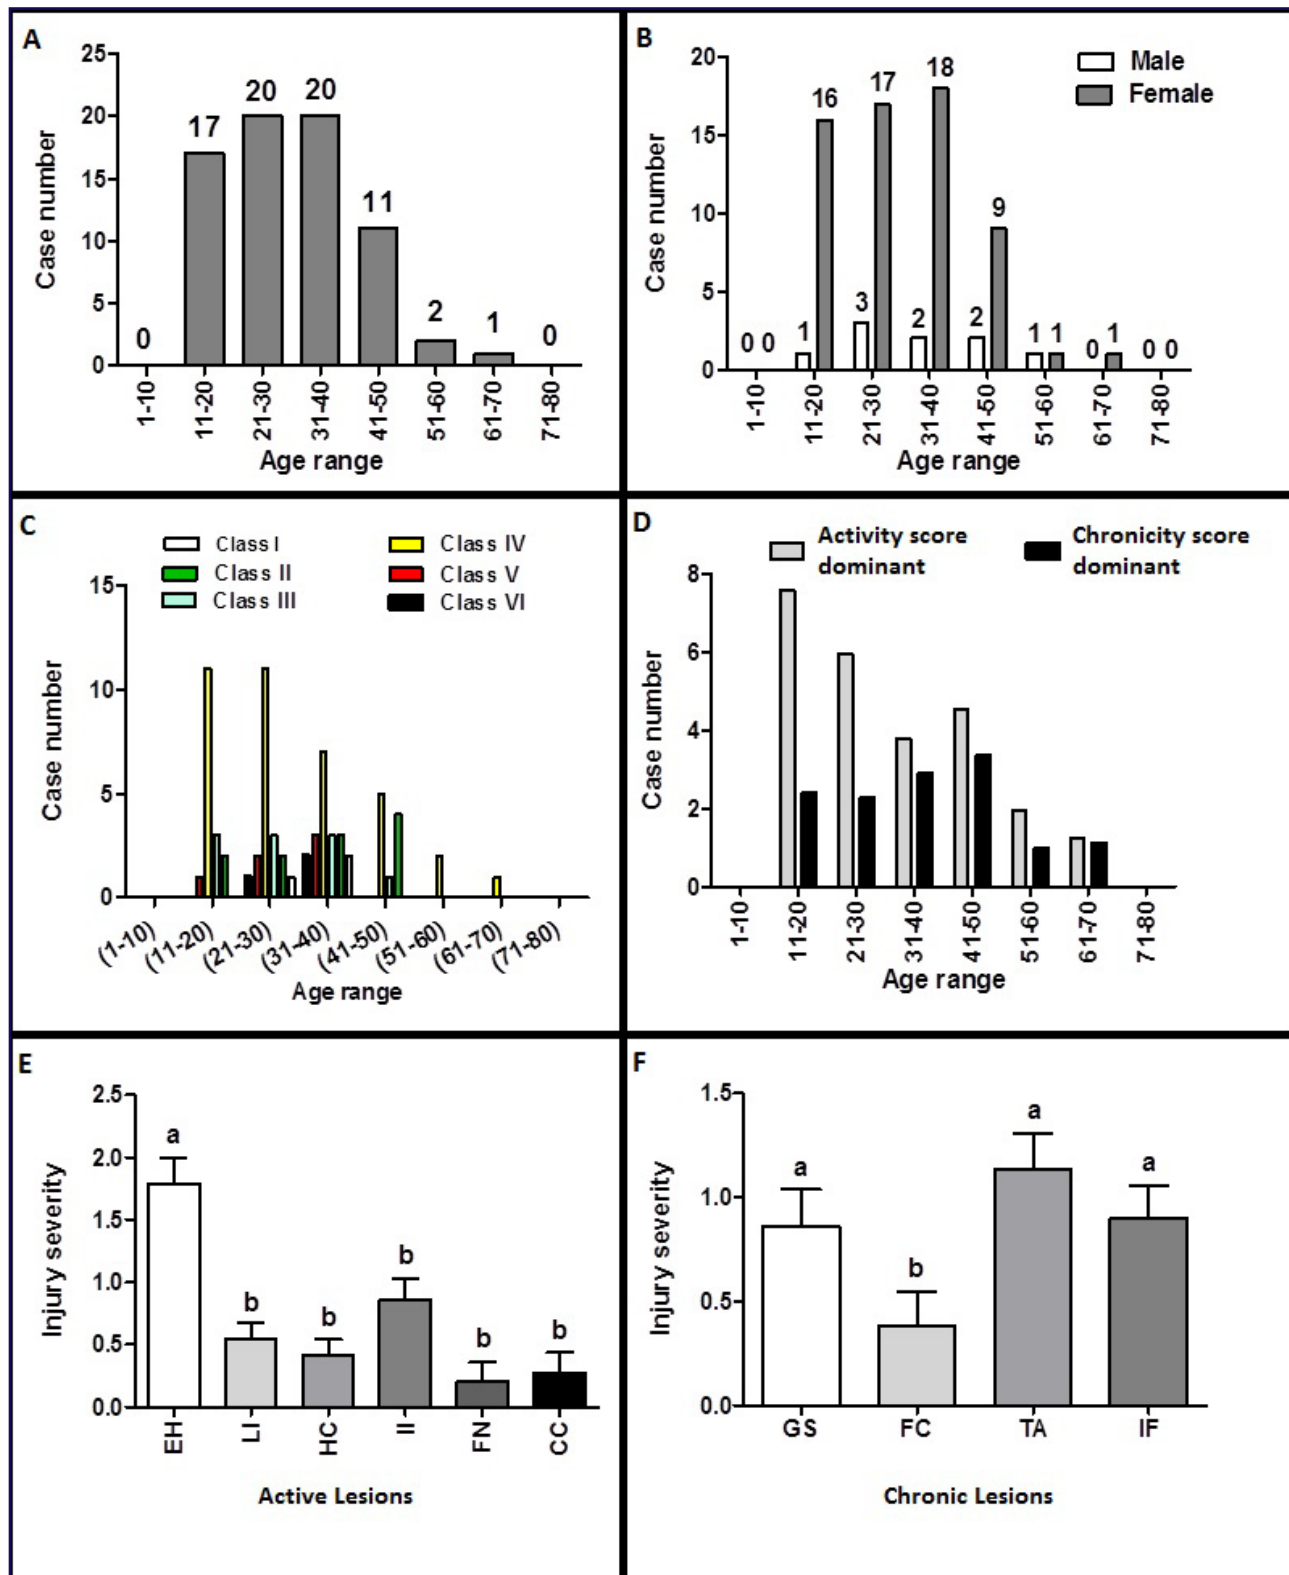 A
25
20
15
10
5
0
Case number
0
17
20
20
11
2
1
0
1-10
11-20
21-30
31-40
41-50
51-60
61-70
71-80
Age range
B
Male
Female
20
15
10
5
0
Case number
0 0
1
16
3
17
2
18
2
9
1 1
0
1
0 0
1-10
11-20
21-30
31-40
41-50
51-60
61-70
71-80
Age range
C
Class I
Class II
Class III
Class IV
Class V
Class VI
15
10
5
0
Case number
(1-10)
(11-20)
(21-30)
(31-40)
(41-50)
(51-60)
(61-70)
(71-80)
Age range
D
Activity score
dominant
Chronicity score
dominant
8
6
4
2
0
Case number
1-10
11-20
21-30
31-40
41-50
51-60
61-70
71-80
Age range
E
2.5
2.0
1.5
1.0
0.5
0.0
Injury severity
a
b
b
b
b
b
EH
LI
HC
II
FN
CC
Active Lesions
F
1.5
1.0
0.5
0.0
Injury severity
a
b
a
a
GS
FC
TA
IF
Chronic Lesions